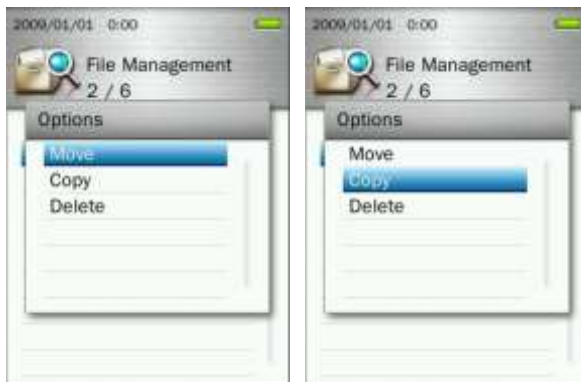 2009/01/01 0:00
File Management
2 / 6
Options
Move
Copy
Delete
2009/01/01 0:00
File Management
2 / 6
Options
Move
Copy
Delete